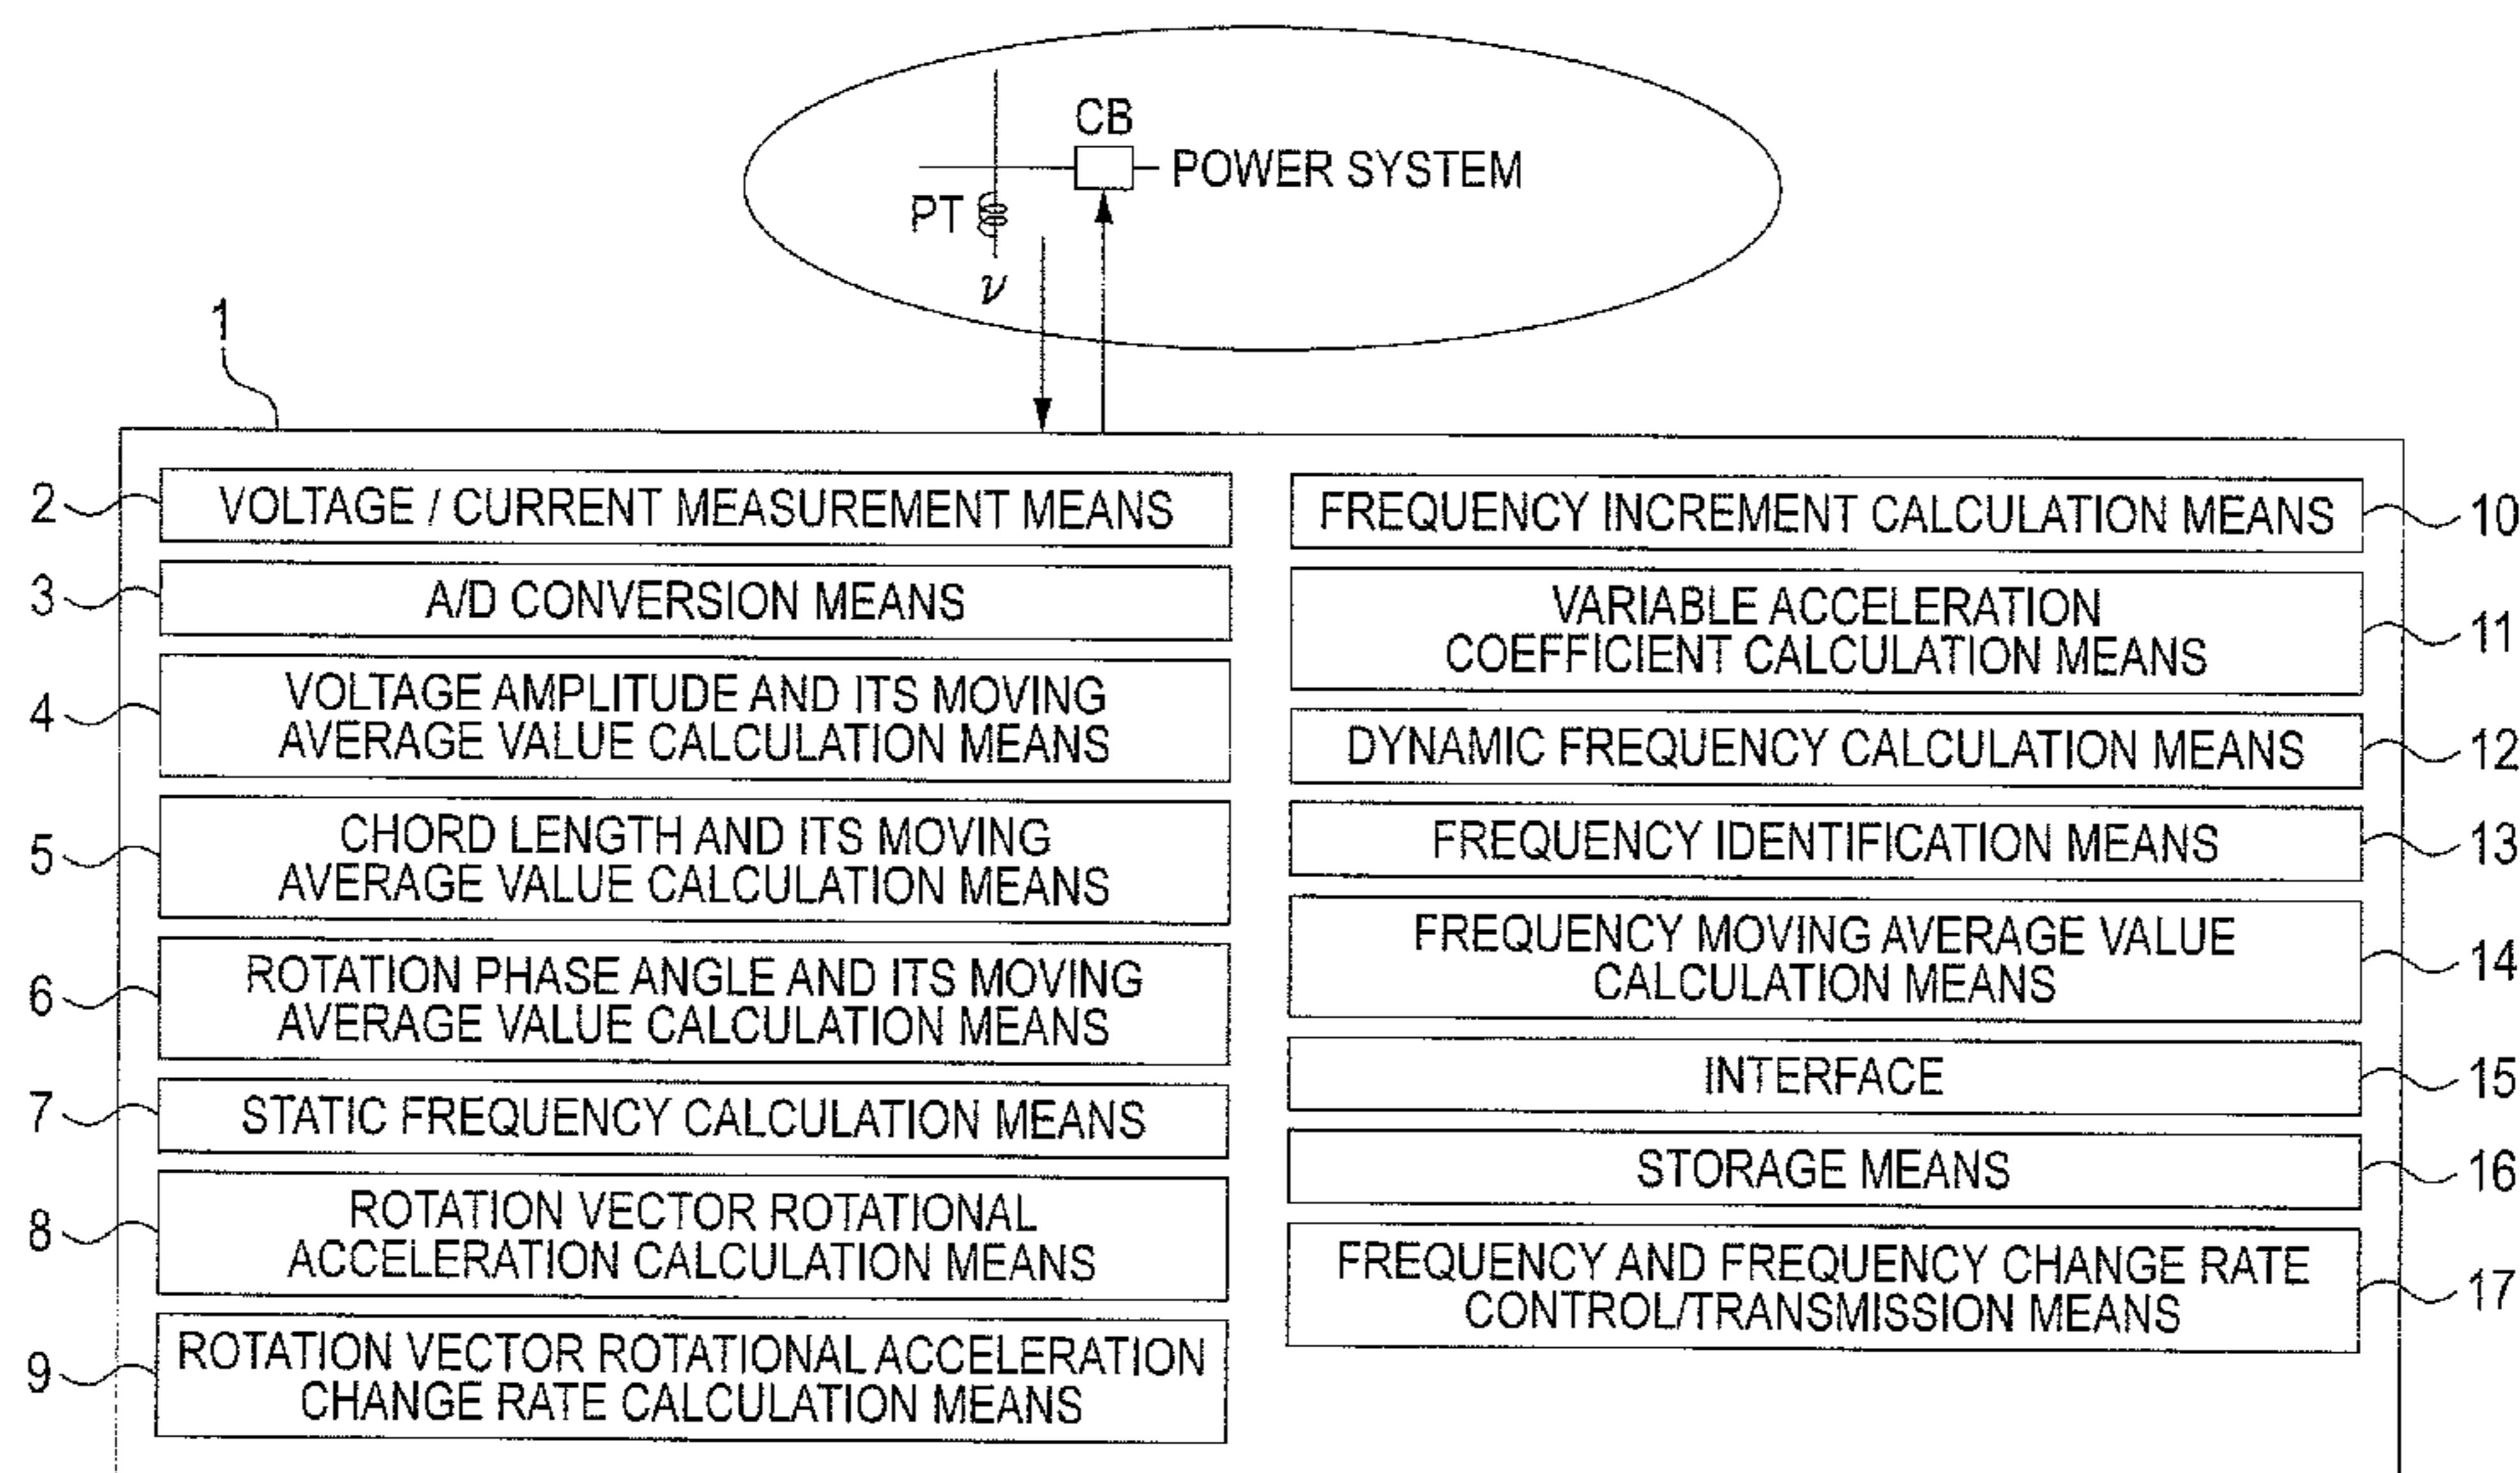 CB
POWER SYSTEM
PT
ν
1
2
VOLTAGE / CURRENT MEASUREMENT MEANS
3
A/D CONVERSION MEANS
4
VOLTAGE AMPLITUDE AND ITS MOVING
AVERAGE VALUE CALCULATION MEANS
5
CHORD LENGTH AND ITS MOVING
AVERAGE VALUE CALCULATION MEANS
6
ROTATION PHASE ANGLE AND ITS MOVING
AVERAGE VALUE CALCULATION MEANS
7
STATIC FREQUENCY CALCULATION MEANS
8
ROTATION VECTOR ROTATIONAL
ACCELERATION CALCULATION MEANS
9
ROTATION VECTOR ROTATIONAL ACCELERATION
CHANGE RATE CALCULATION MEANS
FREQUENCY INCREMENT CALCULATION MEANS
10
VARIABLE ACCELERATION
COEFFICIENT CALCULATION MEANS
11
DYNAMIC FREQUENCY CALCULATION MEANS
12
FREQUENCY IDENTIFICATION MEANS
13
FREQUENCY MOVING AVERAGE VALUE
CALCULATION MEANS
14
INTERFACE
15
STORAGE MEANS
16
FREQUENCY AND FREQUENCY CHANGE RATE
CONTROL/TRANSMISSION MEANS
17